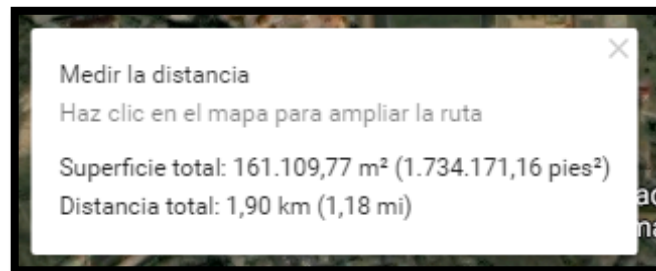 Medir la distancia
Haz clic en el mapa para ampliar la ruta
Superficie total: 161.109,77 m² (1.734.171,16 pies²)
Distancia total: 1,90 km (1,18 mi)